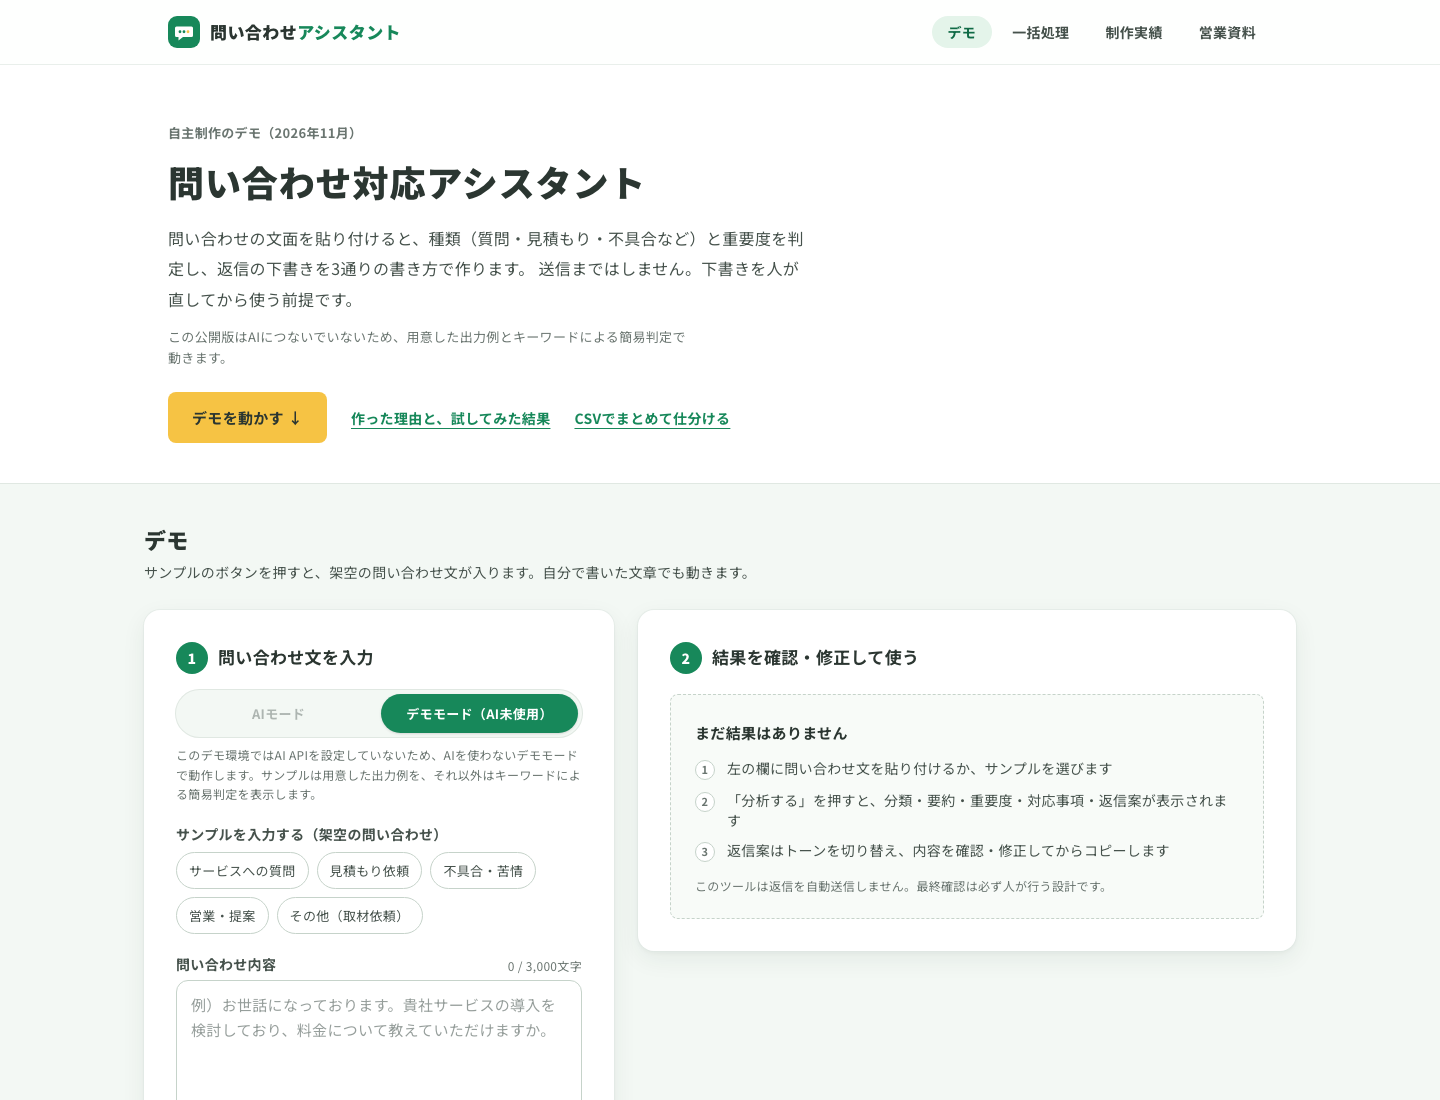 問い合わせアシスタント
デモ
一括処理
制作実績
営業資料
自主制作のデモ（2026年11月）
問い合わせ対応アシスタント
問い合わせの文面を貼り付けると、種類（質問・見積もり・不具合など）と重要度を判
定し、返信の下書きを3通りの書き方で作ります。 送信まではしません。下書きを人が
直してから使う前提です。
この公開版はAIにつないでいないため、用意した出力例とキーワードによる簡易判定で
動きます。
デモを動かす ↓
作った理由と、試してみた結果
CSVでまとめて仕分ける
デモ
サンプルのボタンを押すと、架空の問い合わせ文が入ります。自分で書いた文章でも動きます。
1 問い合わせ文を入力
AIモード
デモモード（AI未使用）
このデモ環境ではAI APIを設定していないため、AIを使わないデモモード
で動作します。サンプルは用意した出力例を、それ以外はキーワードによ
る簡易判定を表示します。
サンプルを入力する（架空の問い合わせ）
サービスへの質問
見積もり依頼
不具合・苦情
営業・提案
その他（取材依頼）
問い合わせ内容
0 / 3,000文字
例）お世話になっております。貴社サービスの導入を
検討しており、料金について教えていただけますか。
2 結果を確認・修正して使う
まだ結果はありません
1 左の欄に問い合わせ文を貼り付けるか、サンプルを選びます
2 「分析する」を押すと、分類・要約・重要度・対応事項・返信案が表示されま
す
3 返信案はトーンを切り替え、内容を確認・修正してからコピーします
このツールは返信を自動送信しません。最終確認は必ず人が行う設計です。